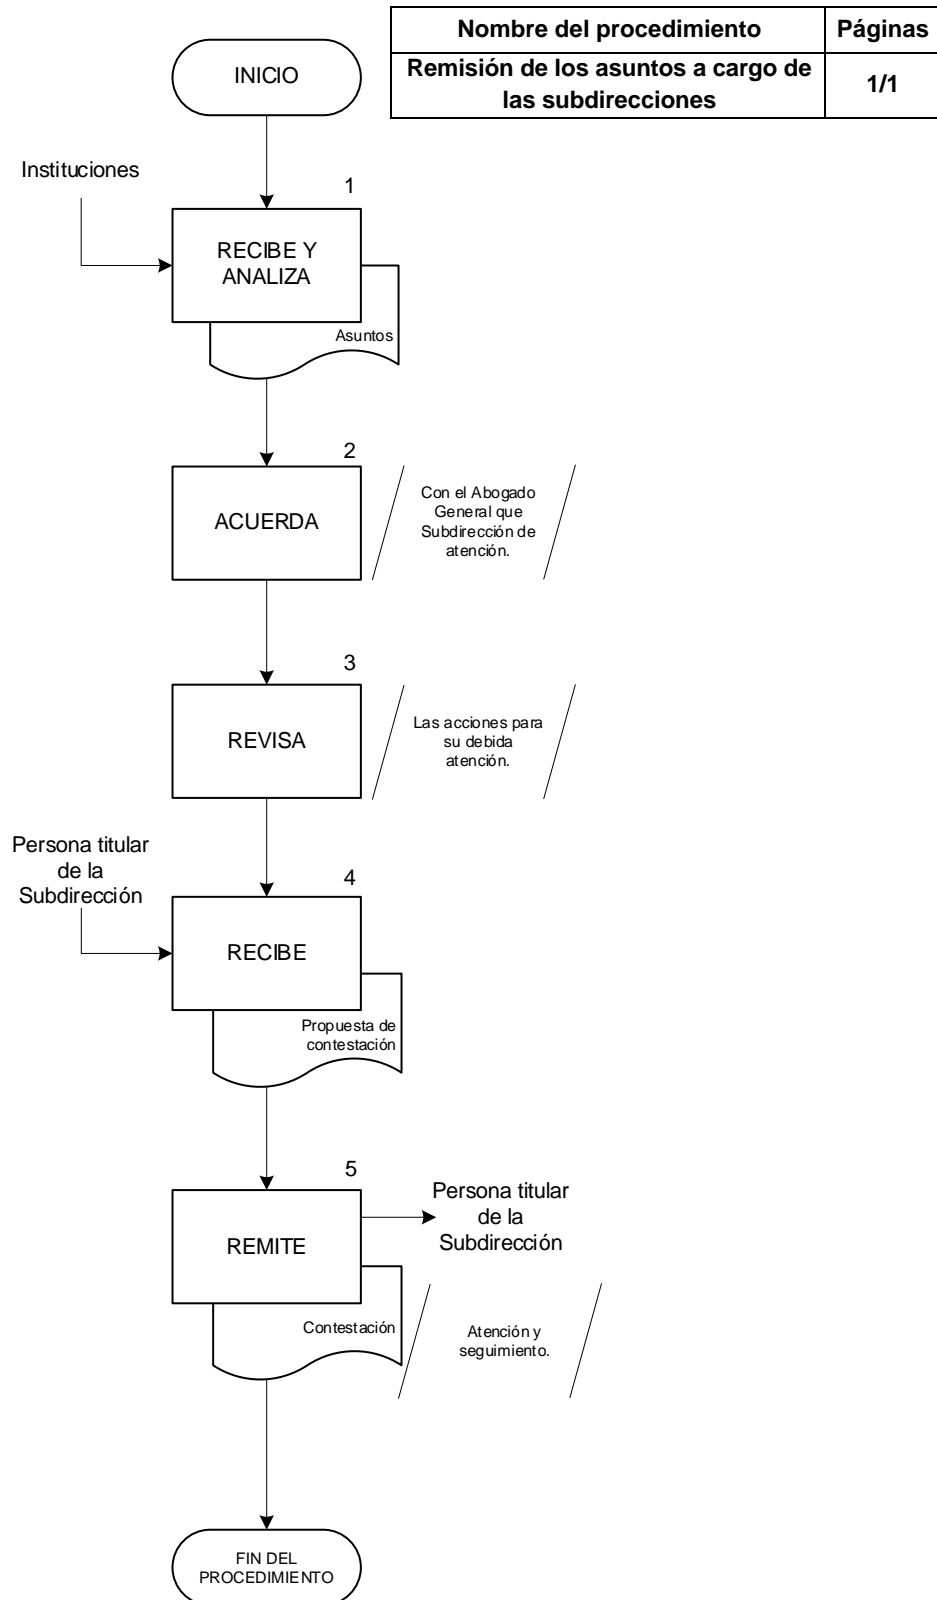 Nombre del procedimiento Páginas
Remisión de los asuntos a cargo de
las subdirecciones
1/1
INICIO
Instituciones
1
RECIBE Y
ANALIZA
Asuntos
2
ACUERDA
Con el Abogado
General que
Subdirección de
atención.
3
REVISA
Las acciones para
su debida
atención.
Persona titular
de la
Subdirección
4
RECIBE
Propuesta de
contestación
5
REMITE
Persona titular
de la
Subdirección
Contestación
Atención y
seguimiento.
FIN DEL
PROCEDIMIENTO